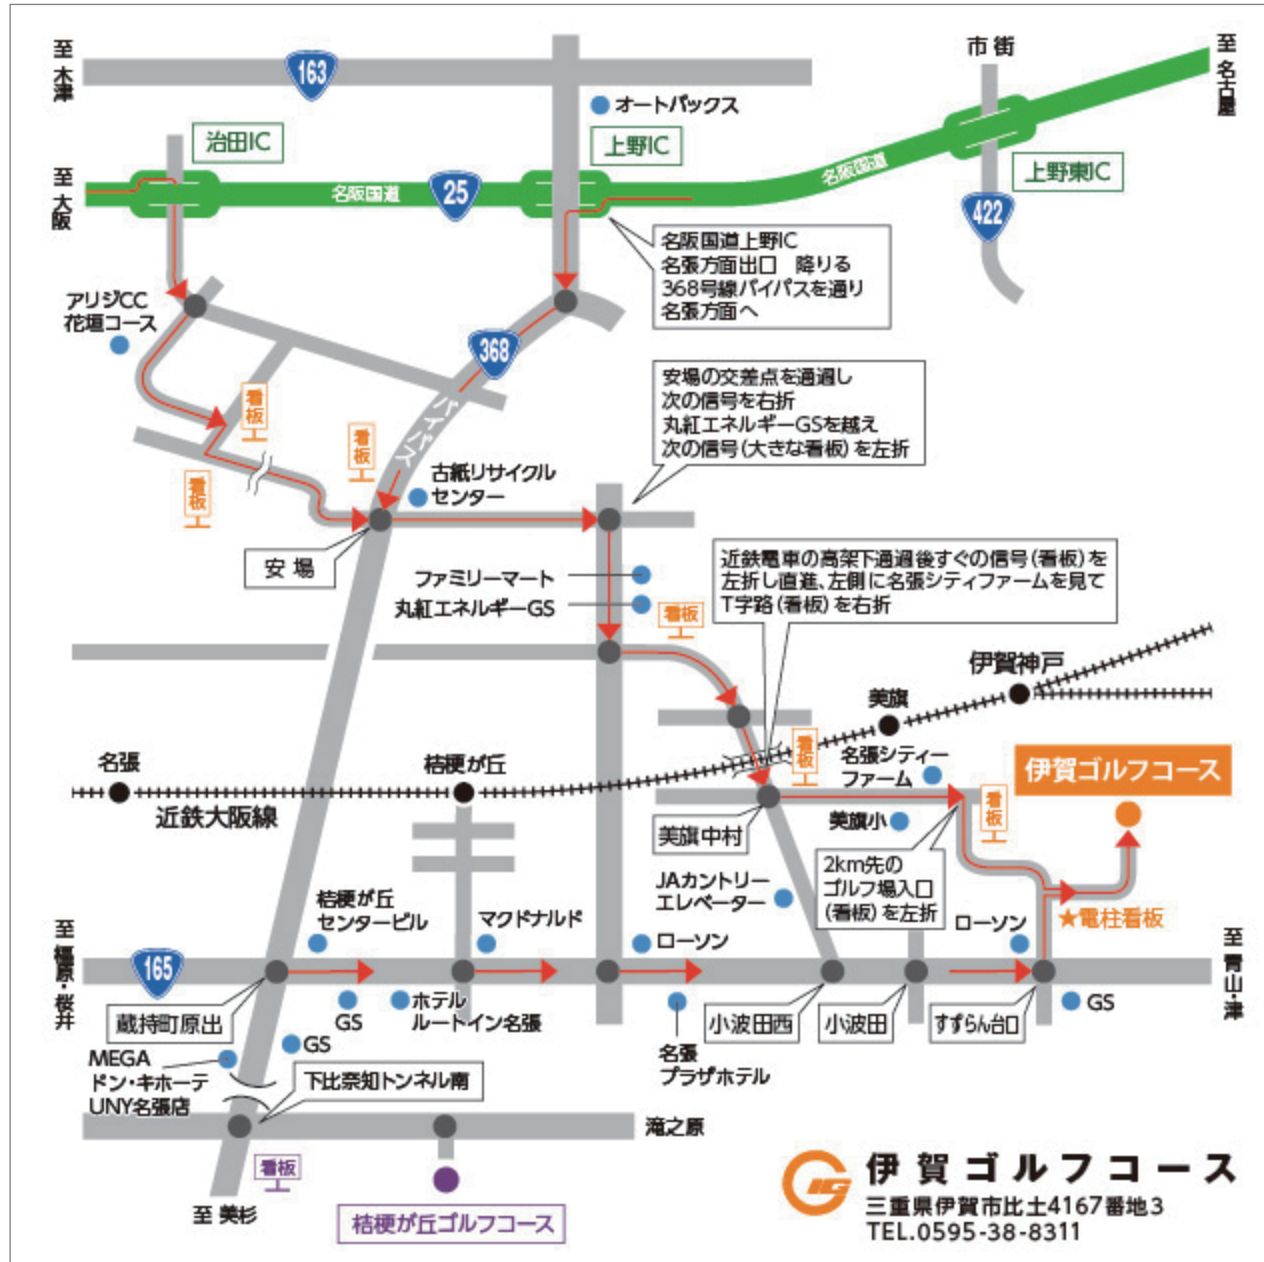 至 木津
163
市 街
至 名古屋
オートバックス
治田IC
上野IC
上野東IC
至 大阪
名阪国道
25
名阪国道
422
名阪国道上野IC
名張方面出口 降りる
368号線バイパスを通り
名張方面へ
アリジCC
花垣コース
368
バイパス
安場の交差点を通過し
次の信号を右折
丸紅エネルギーGSを越え
次の信号(大きな看板)を左折
看板
看板
看板
古紙リサイクル
センター
安 場
ファミリーマート
丸紅エネルギーGS
近鉄電車の高架下通過後すぐの信号(看板)を
左折し直進、左側に名張シティファームを見て
T字路(看板)を右折
看板
伊賀神戸
美旗
名張
桔梗が丘
近鉄大阪線
看板
名張シティー
ファーム
伊賀ゴルフコース
看板
美旗中村
美旗小
2km先の
ゴルフ場入口
(看板)を左折
JAカントリー
エレベーター
★電柱看板
桔梗が丘
センタービル
マクドナルド
ローソン
ローソン
至 橿原・桜井
165
至 青山・津
蔵持町原出
GS
ホテル
ルートイン名張
小波田西
小波田
すずらん台口
GS
名張
プラザホテル
MEGA
ドン・キホーテ
UNY名張店
GS
下比奈知トンネル南
滝之原
看板
至 美杉
桔梗が丘ゴルフコース
IG
伊賀ゴルフコース
三重県伊賀市比土4167番地3
TEL.0595-38-8311